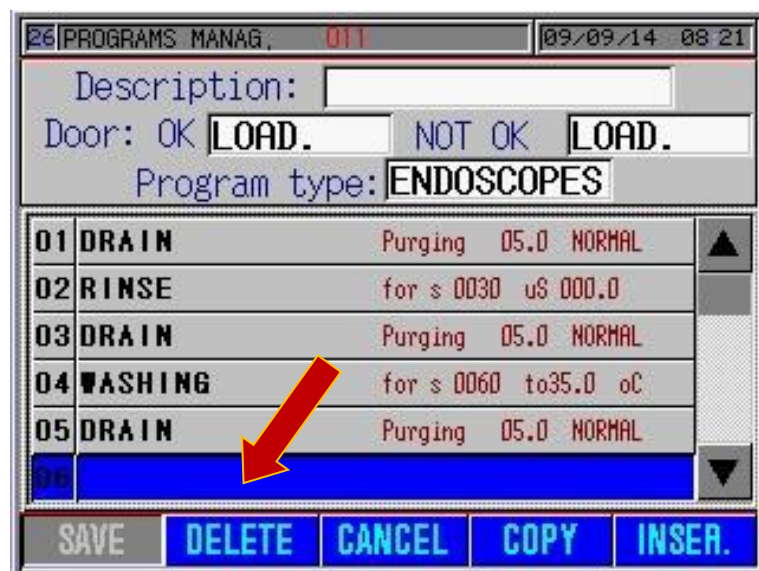 26 PROGRAMS MANAG. 011 09/09/14 08:21
Description:
Door: OK LOAD. NOT OK LOAD.
Program type: ENDOSCOPES
01 DRAIN Purging 05.0 NORMAL
02 RINSE for s 0030 uS 000.0
03 DRAIN Purging 05.0 NORMAL
04 WASHING for s 0060 to35.0 oC
05 DRAIN Purging 05.0 NORMAL
06
SAVE DELETE CANCEL COPY INSER.